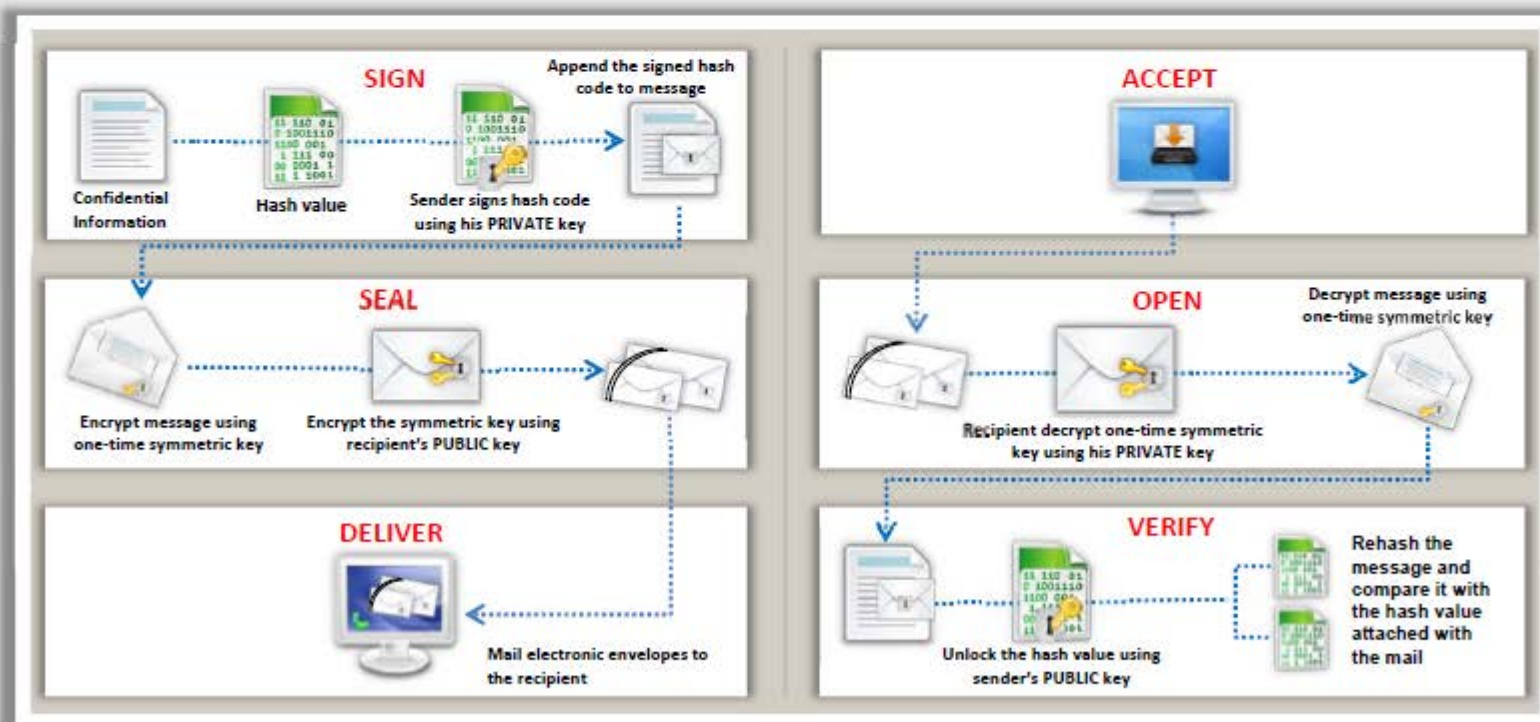 SIGN
Append the signed hash
code to message
Confidential
Information
Hash value
Sender signs hash code
using his PRIVATE key
SEAL
Encrypt message using
one-time symmetric key
Encrypt the symmetric key using
recipient's PUBLIC key
DELIVER
Mail electronic envelopes to
the recipient
ACCEPT
OPEN
Decrypt message using
one-time symmetric key
Recipient decrypt one-time symmetric
key using his PRIVATE key
VERIFY
Unlock the hash value using
sender's PUBLIC key
Rehash the
message and
compare it with
the hash value
attached with
the mail